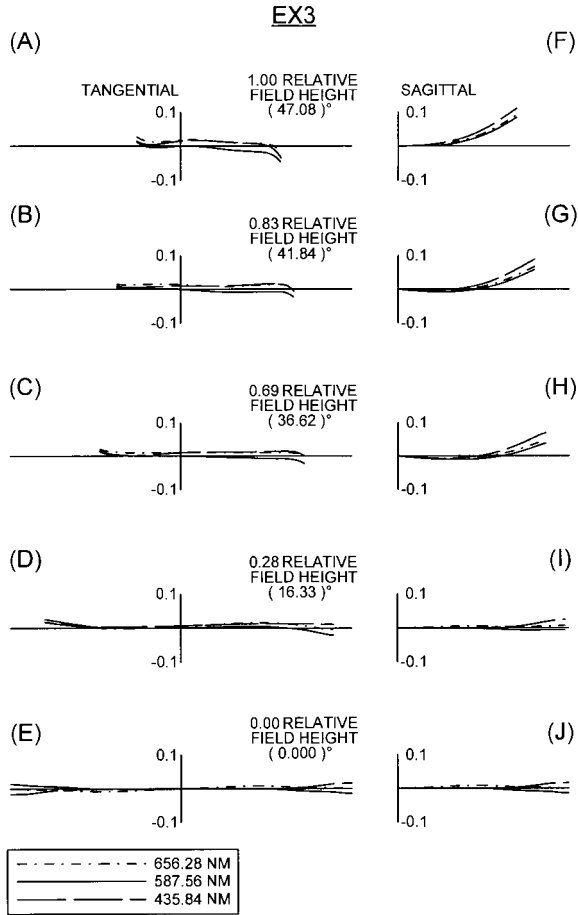 EX3
(A)
(F)
TANGENTIAL
1.00 RELATIVE
FIELD HEIGHT
( 47.08 )°
SAGITTAL
0.1
-0.1
0.1
-0.1
(B)
(G)
0.83 RELATIVE
FIELD HEIGHT
( 41.84 )°
0.1
-0.1
0.1
-0.1
(C)
(H)
0.69 RELATIVE
FIELD HEIGHT
( 36.62 )°
0.1
-0.1
0.1
-0.1
(D)
(I)
0.28 RELATIVE
FIELD HEIGHT
( 16.33 )°
0.1
-0.1
0.1
-0.1
(E)
(J)
0.00 RELATIVE
FIELD HEIGHT
( 0.000 )°
0.1
-0.1
0.1
-0.1
656.28 NM
587.56 NM
435.84 NM